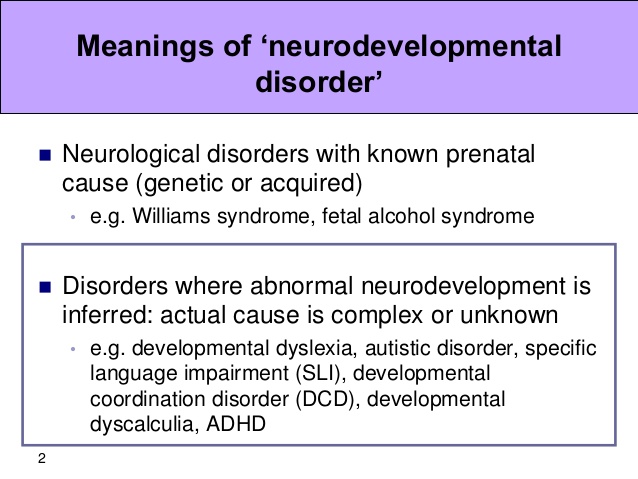 Meanings of ‘neurodevelopmental
disorder’
Neurological disorders with known prenatal
cause (genetic or acquired)
• e.g. Williams syndrome, fetal alcohol syndrome
Disorders where abnormal neurodevelopment is
inferred: actual cause is complex or unknown
• e.g. developmental dyslexia, autistic disorder, specific
language impairment (SLI), developmental
coordination disorder (DCD), developmental
dyscalculia, ADHD
2